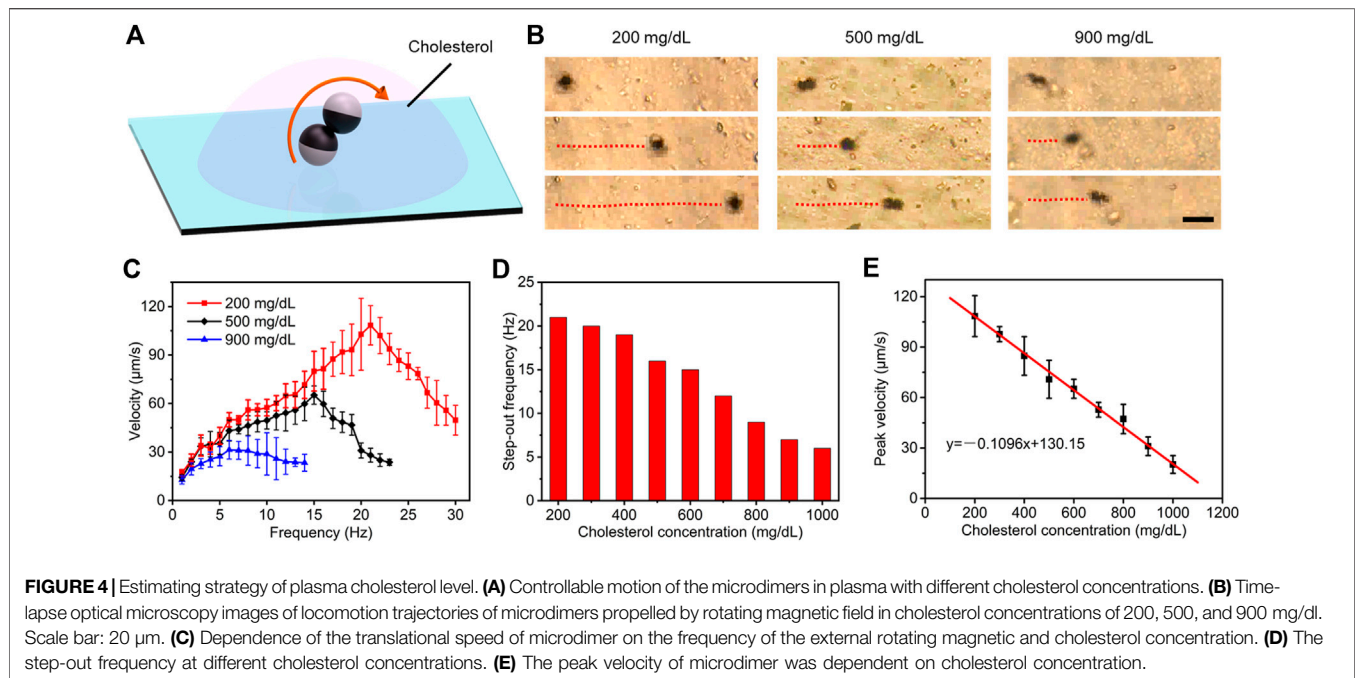 A
Cholesterol
B
200 mg/dL
500 mg/dL
900 mg/dL
C
Velocity (μm/s)
120
90
60
30
0
200 mg/dL
500 mg/dL
900 mg/dL
0 5 10 15 20 25 30
Frequency (Hz)
D
Step-out frequency (Hz)
25
20
15
10
5
0
200 400 600 800 1000
Cholesterol concentration (mg/dL)
E
Peak velocity (μm/s)
120
90
60
30
0
y=－0.1096x+130.15
0 200 400 600 800 1000 1200
Cholesterol concentration (mg/dL)
FIGURE 4 | Estimating strategy of plasma cholesterol level. (A) Controllable motion of the microdimers in plasma with different cholesterol concentrations. (B) Time-
lapse optical microscopy images of locomotion trajectories of microdimers propelled by rotating magnetic field in cholesterol concentrations of 200, 500, and 900 mg/dl.
Scale bar: 20 μm. (C) Dependence of the translational speed of microdimer on the frequency of the external rotating magnetic and cholesterol concentration. (D) The
step-out frequency at different cholesterol concentrations. (E) The peak velocity of microdimer was dependent on cholesterol concentration.